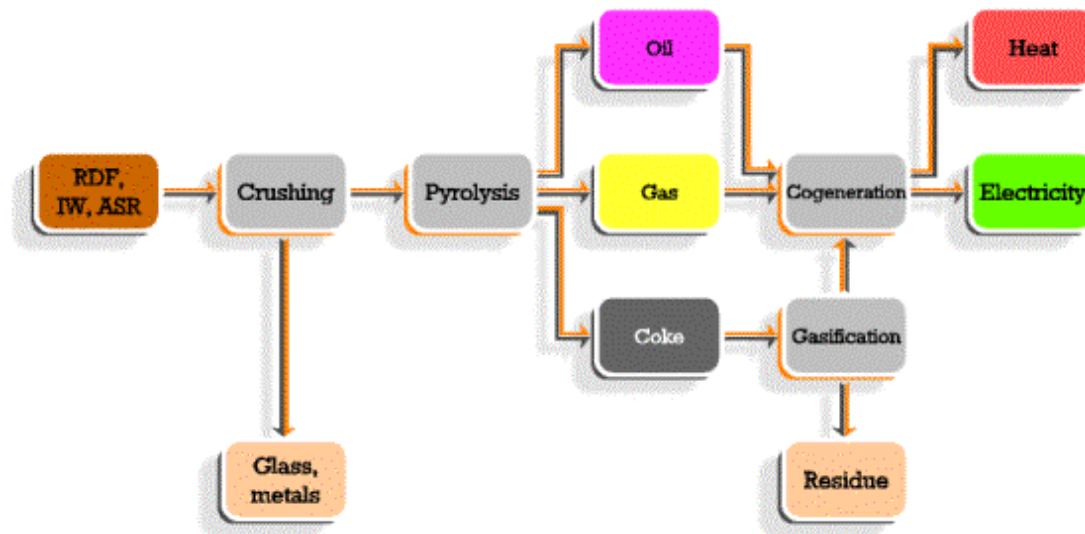 Oil
Heat
RDF,
IW, ASR
Crushing
Pyrolysis
Gas
Cogeneration
Electricity
Coke
Gasification
Glass,
metals
Residue